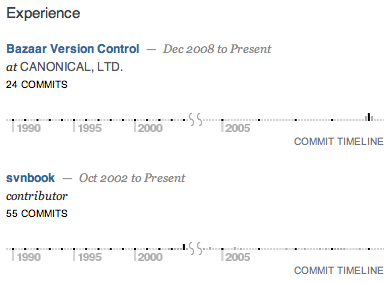 Experience
Bazaar Version Control — Dec 2008 to Present
at CANONICAL, LTD.
24 COMMITS
1990 1995 2000 2005
COMMIT TIMELINE
svnbook — Oct 2002 to Present
contributor
55 COMMITS
1990 1995 2000 2005
COMMIT TIMELINE